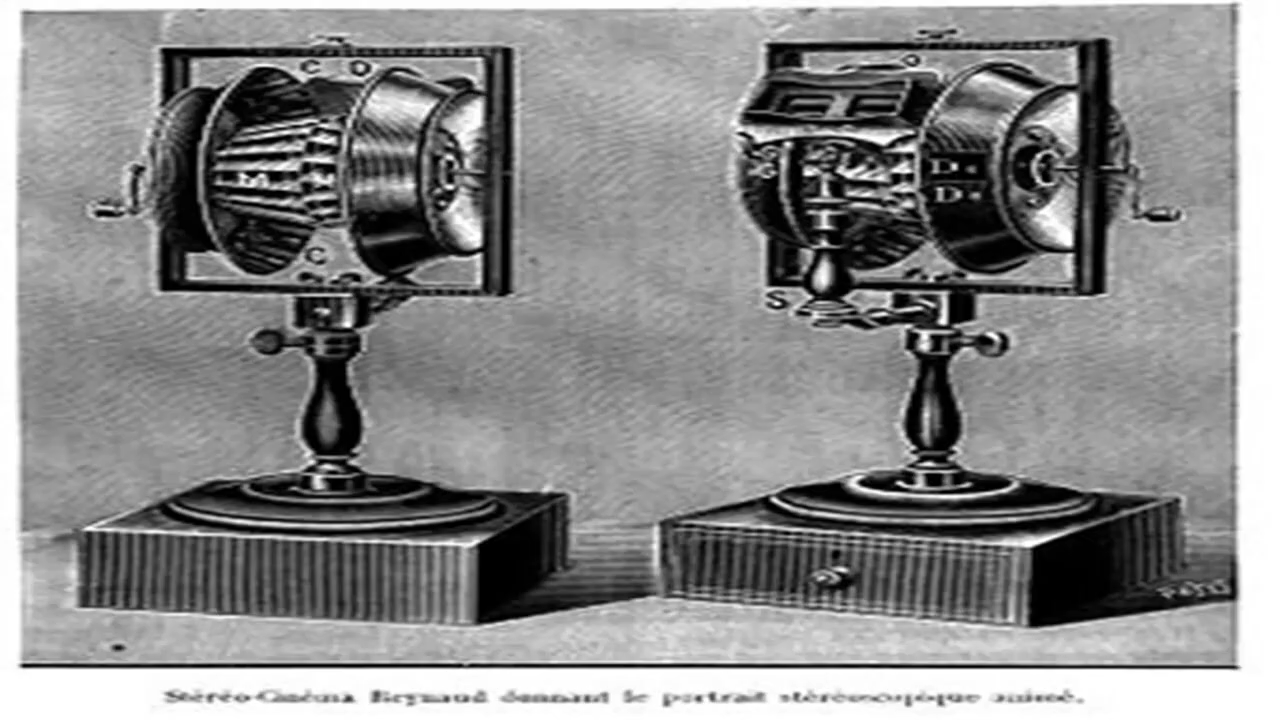 C D
M
C
O
D
D
S
Stéréo-Cinéma Reynaud donnant le portrait stéréoscopique animé.